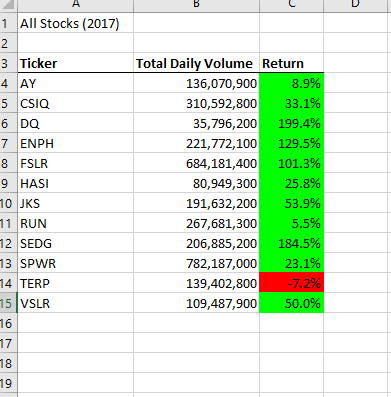 A B C D
1 All Stocks (2017)
2
3 Ticker Total Daily Volume Return
4 AY 136,070,900 8.9%
5 CSIQ 310,592,800 33.1%
6 DQ 35,796,200 199.4%
7 ENPH 221,772,100 129.5%
8 FSLR 684,181,400 101.3%
9 HASI 80,949,300 25.8%
10 JKS 191,632,200 53.9%
11 RUN 267,681,300 5.5%
12 SEDG 206,885,200 184.5%
13 SPWR 782,187,000 23.1%
14 TERP 139,402,800 -7.2%
15 VSLR 109,487,900 50.0%
16
17
18
19